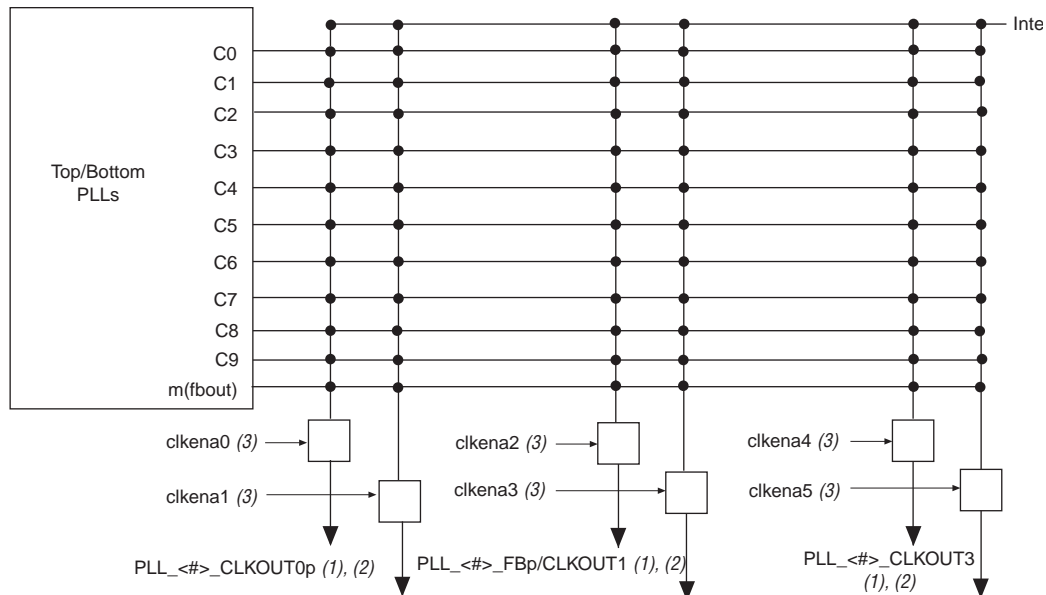 Inte
C0
C1
C2
C3
Top/Bottom
PLLs
C4
C5
C6
C7
C8
C9
m(fbout)
clkena0 (3)
clkena2 (3)
clkena4 (3)
clkena1 (3)
clkena3 (3)
clkena5 (3)
PLL_<#>_CLKOUT0p (1), (2)
PLL_<#>_FBp/CLKOUT1 (1), (2)
PLL_<#>_CLKOUT3
(1), (2)